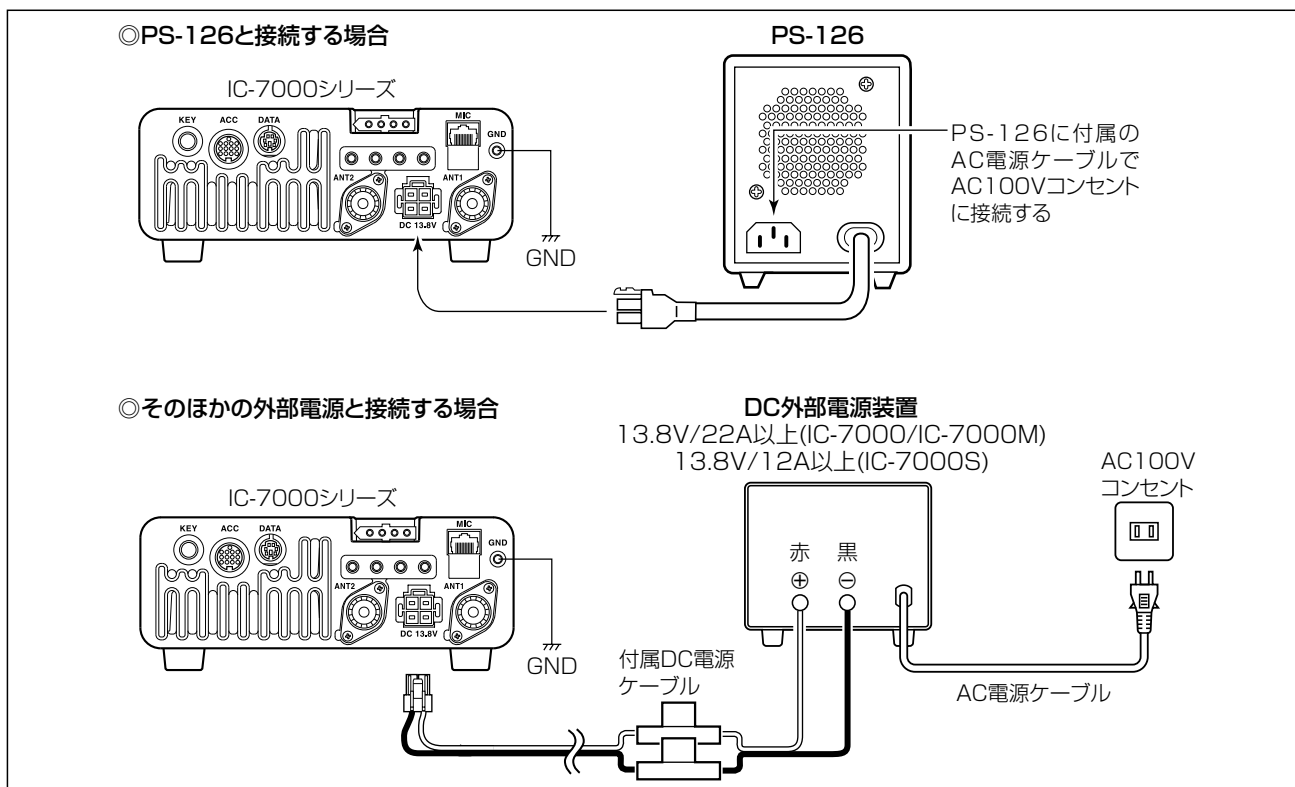 ◎PS-126と接続する場合
PS-126
IC-7000シリーズ
KEY
ACC
DATA
MIC
GND
ANT2
ANT1
DC 13.8V
GND
PS-126に付属の
AC電源ケーブルで
AC100Vコンセント
に接続する
◎そのほかの外部電源と接続する場合
DC外部電源装置
13.8V/22A以上(IC-7000/IC-7000M)
13.8V/12A以上(IC-7000S)
AC100V
コンセント
IC-7000シリーズ
KEY
ACC
DATA
MIC
GND
ANT2
ANT1
DC 13.8V
GND
赤
黒
⊕
⊖
付属DC電源
ケーブル
AC電源ケーブル